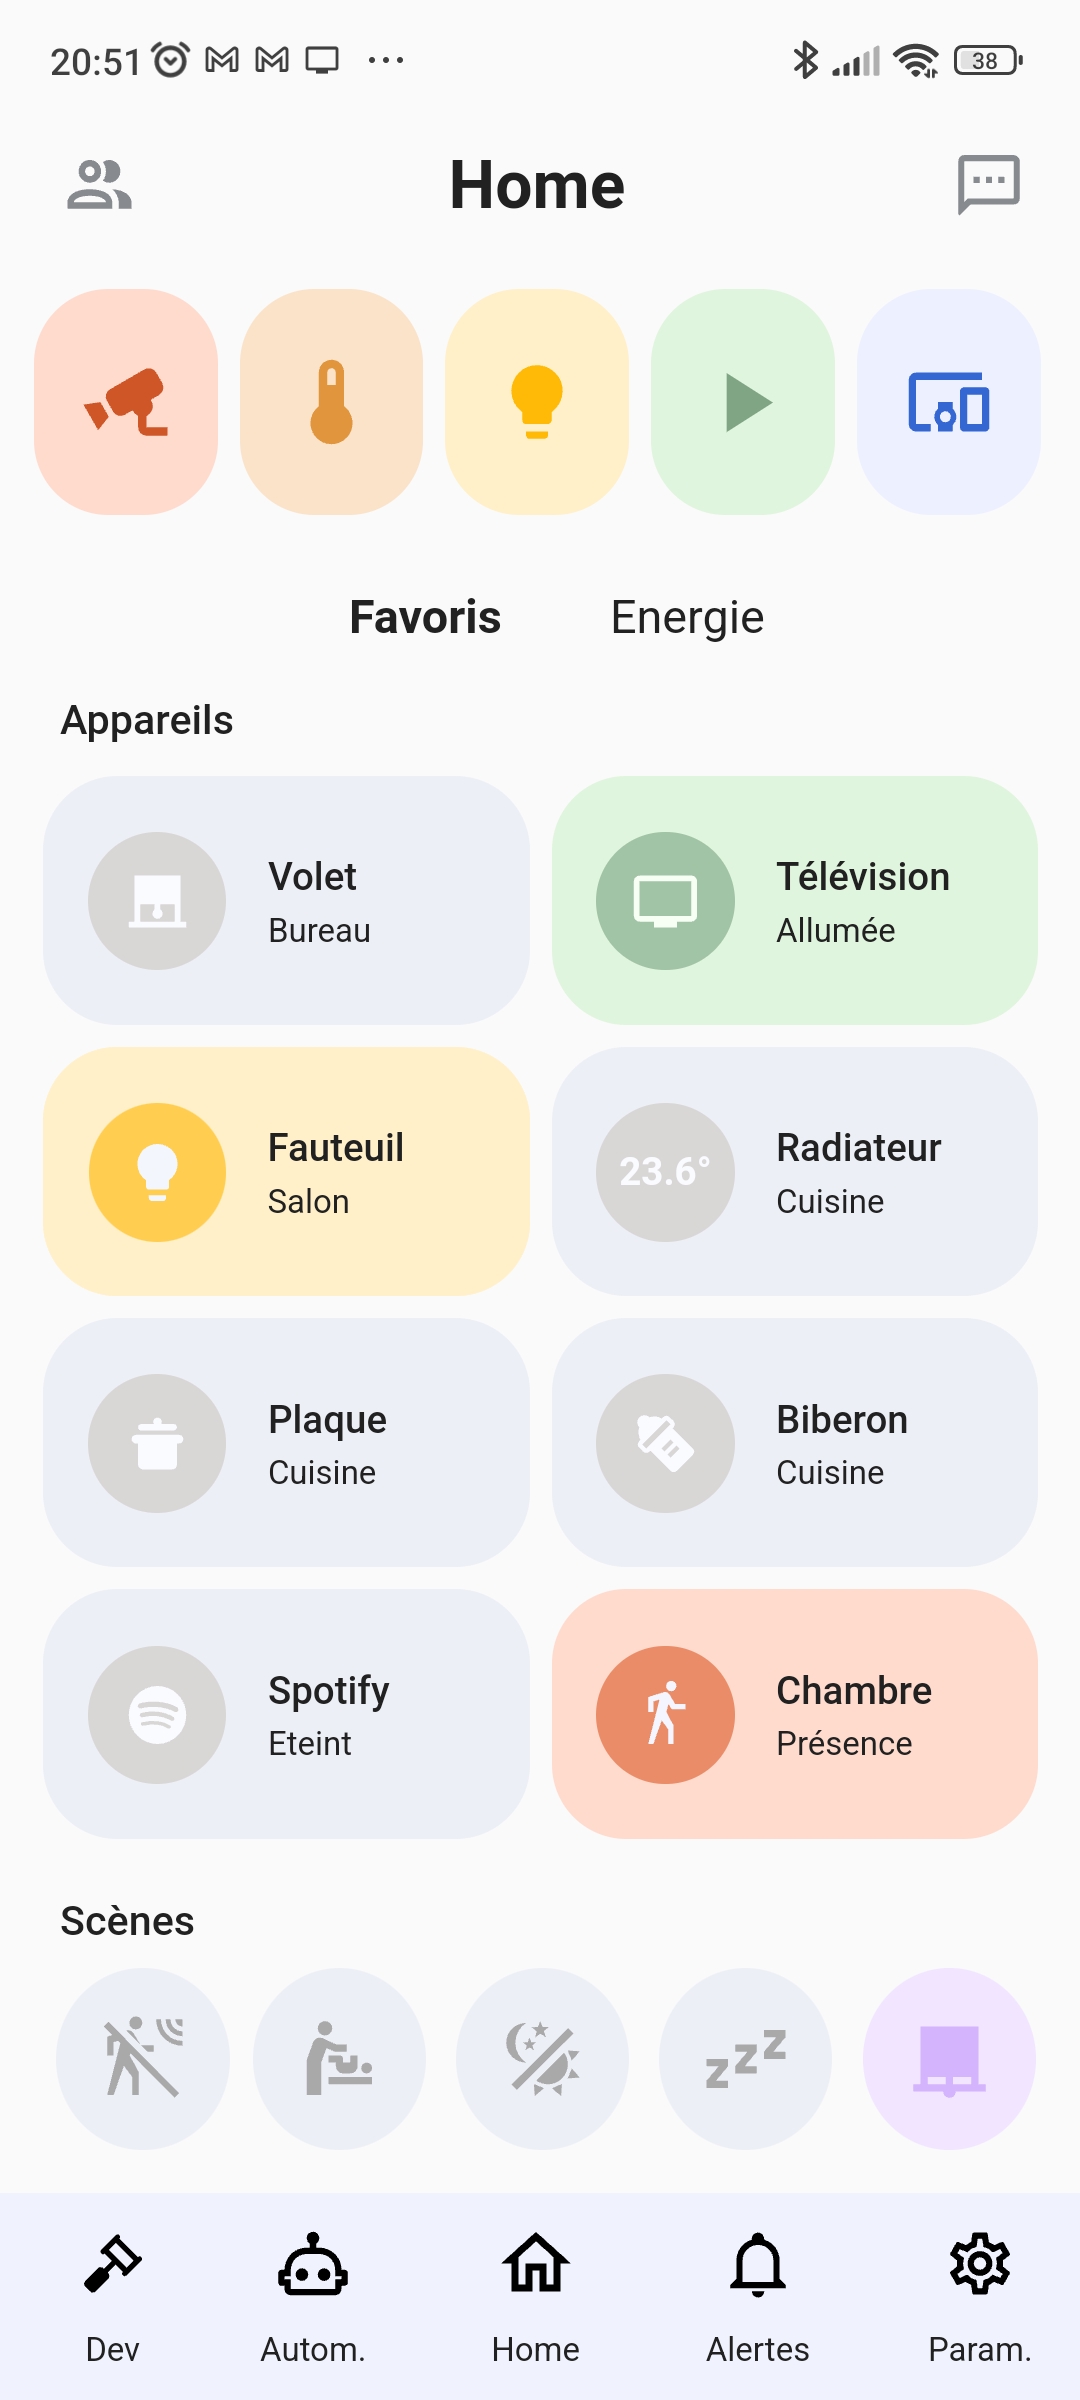 20:51
38
Home
Favoris
Energie
Appareils
Volet
Bureau
Télévision
Allumée
Fauteuil
Salon
23.6°
Radiateur
Cuisine
Plaque
Cuisine
Biberon
Cuisine
Spotify
Eteint
Chambre
Présence
Scènes
zzz
Dev
Autom.
Home
Alertes
Param.